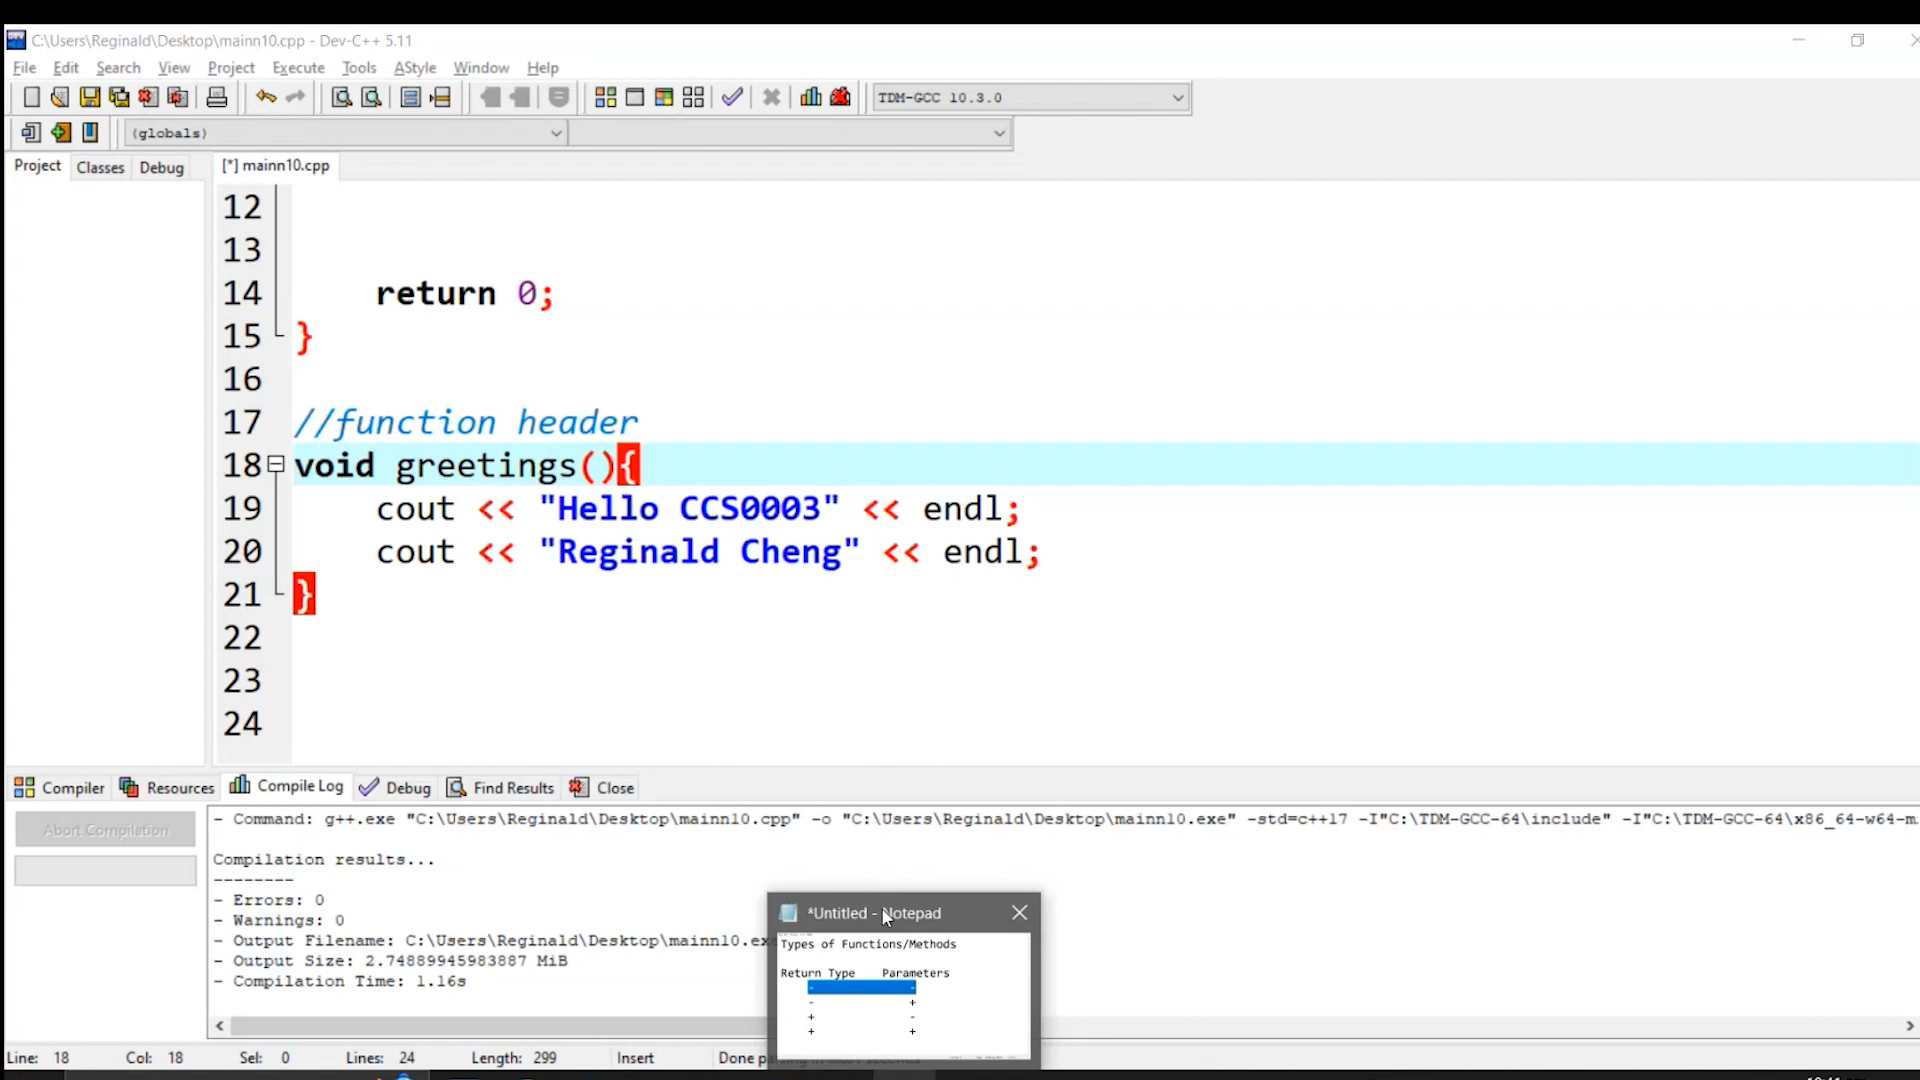 C:\Users\Reginald\Desktop\mainn10.cpp - Dev-C++ 5.11
File Edit Search View Project Execute Tools AStyle Window Help
TDM-GCC 10.3.0
(globals)
Project Classes Debug [*] mainn10.cpp
12
13
14 return 0;
15 }
16
17 //function header
18 void greetings(){
19 cout << "Hello CCS0003" << endl;
20 cout << "Reginald Cheng" << endl;
21 }
22
23
24
Compiler Resources Compile Log Debug Find Results Close
Abort Compilation
- Command: g++.exe "C:\Users\Reginald\Desktop\mainn10.cpp" -o "C:\Users\Reginald\Desktop\mainn10.exe" -std=c++17 -I"C:\TDM-GCC-64\include" -I"C:\TDM-GCC-64\x86_64-w64-m
Compilation results...
--------
- Errors: 0
- Warnings: 0
- Output Filename: C:\Users\Reginald\Desktop\mainn10.exe
- Output Size: 2.74889945983887 MiB
- Compilation Time: 1.16s
*Untitled - Notepad
Types of Functions/Methods
Return Type Parameters
- -
- +
+ -
+ +
Line: 18 Col: 18 Sel: 0 Lines: 24 Length: 299 Insert Done